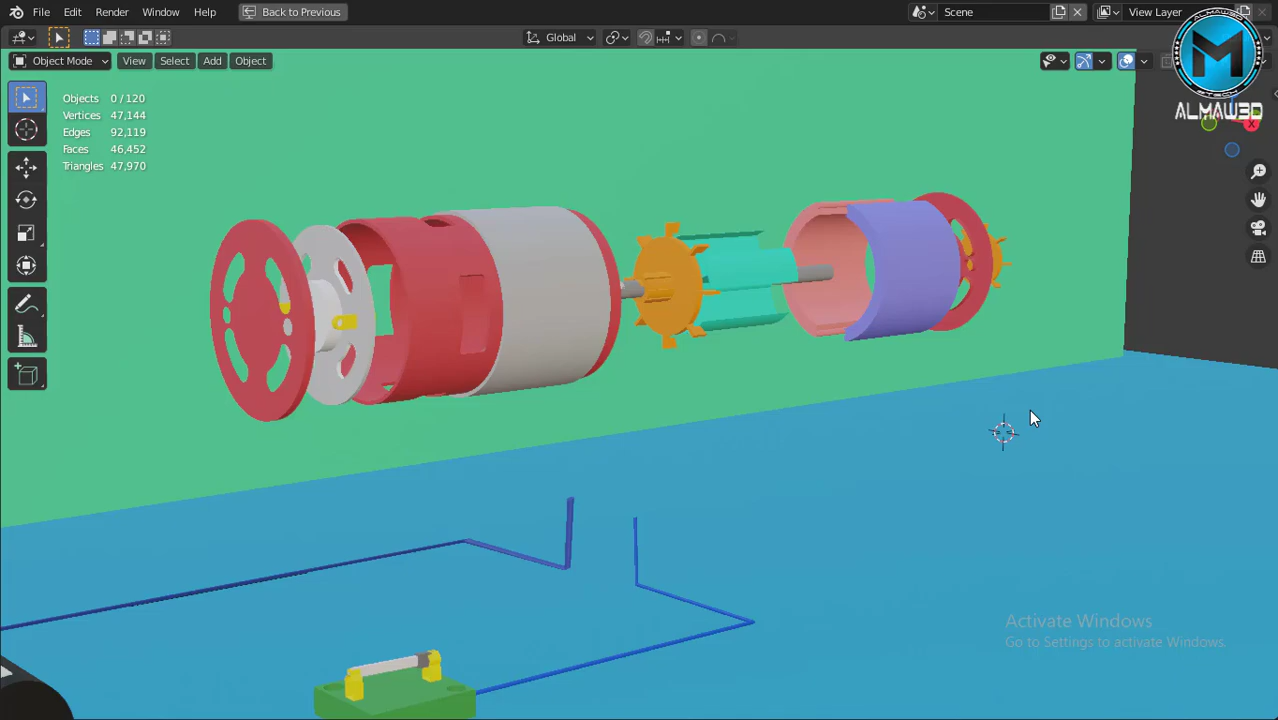 File Edit Render Window Help Back to Previous Scene View Layer
Global
Object Mode View Select Add Object
Objects 0 / 120
Vertices 47,144
Edges 92,119
Faces 46,452
Triangles 47,970
M
ALMAW3D
X
Activate Windows
Go to Settings to activate Windows.